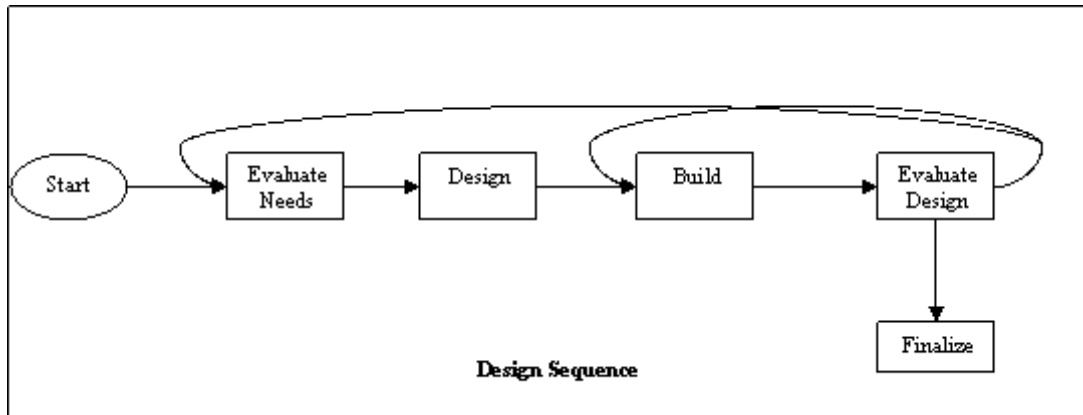 Start
Evaluate
Needs
Design
Build
Evaluate
Design
Finalize
Design Sequence